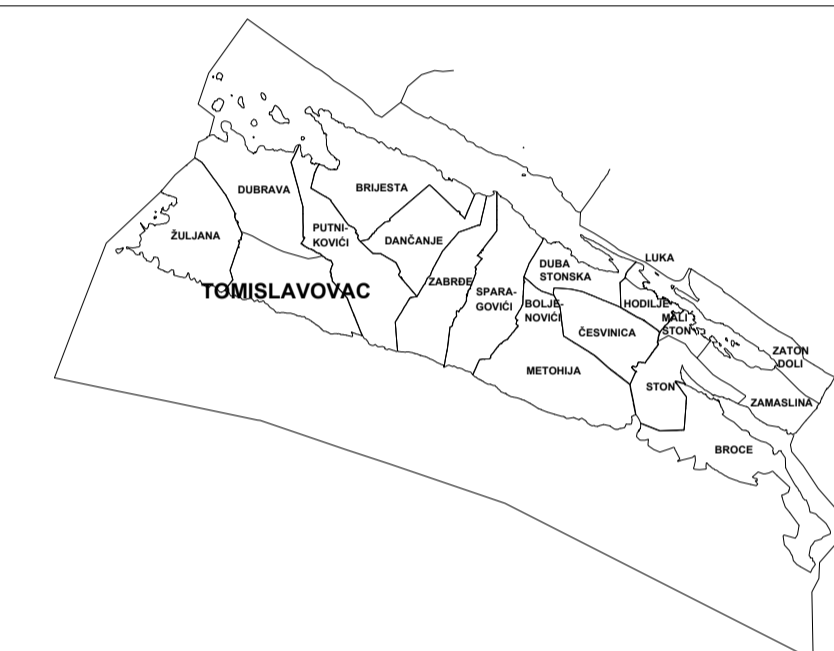 DUBRAVA
BRIJESTA
ŽULJANA
PUTNI-
KOVIĆI
DANČANJE
TOMISLAVOVAC
ZABRĐE
SPARA-
GOVIĆI
DUBA
STONSKA
LUKA
BOLJE-
NOVIĆI
HODILJE
MALI
STON
ČESVINICA
METOHIJA
ZATON
DOLI
STON
ZAMASLINA
BROCE